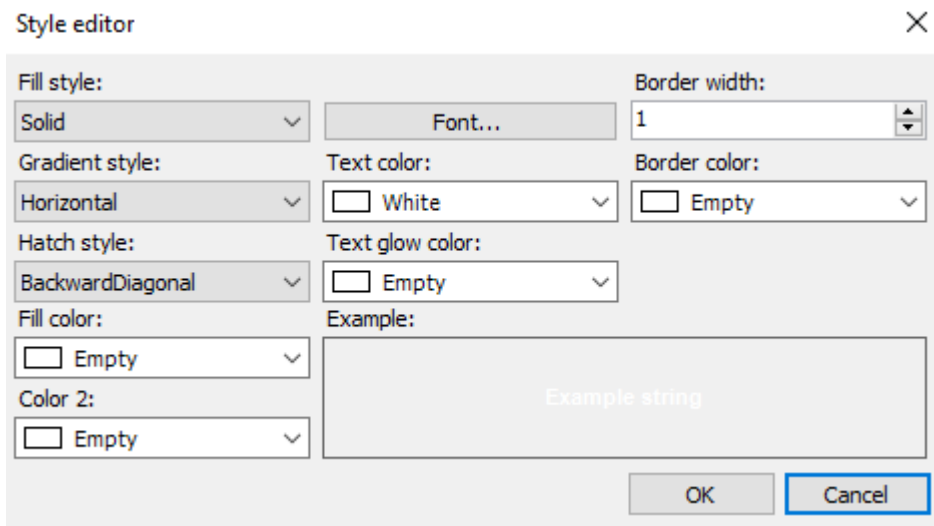 Style editor
Fill style:
Border width:
Solid
Font...
1
Gradient style:
Text color:
Border color:
Horizontal
White
Empty
Hatch style:
Text glow color:
BackwardDiagonal
Empty
Fill color:
Example:
Empty
Example string
Color 2:
Empty
OK
Cancel